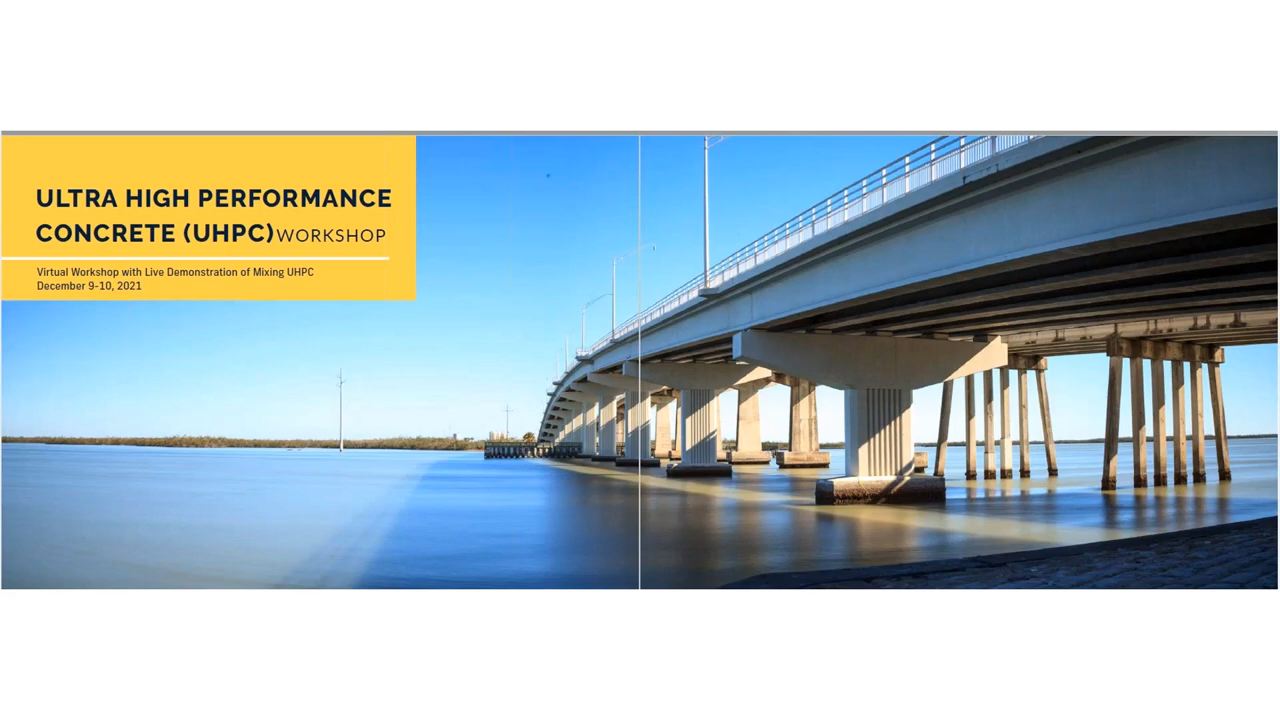 ULTRA HIGH PERFORMANCE
CONCRETE (UHPC)WORKSHOP
Virtual Workshop with Live Demonstration of Mixing UHPC
December 9-10, 2021